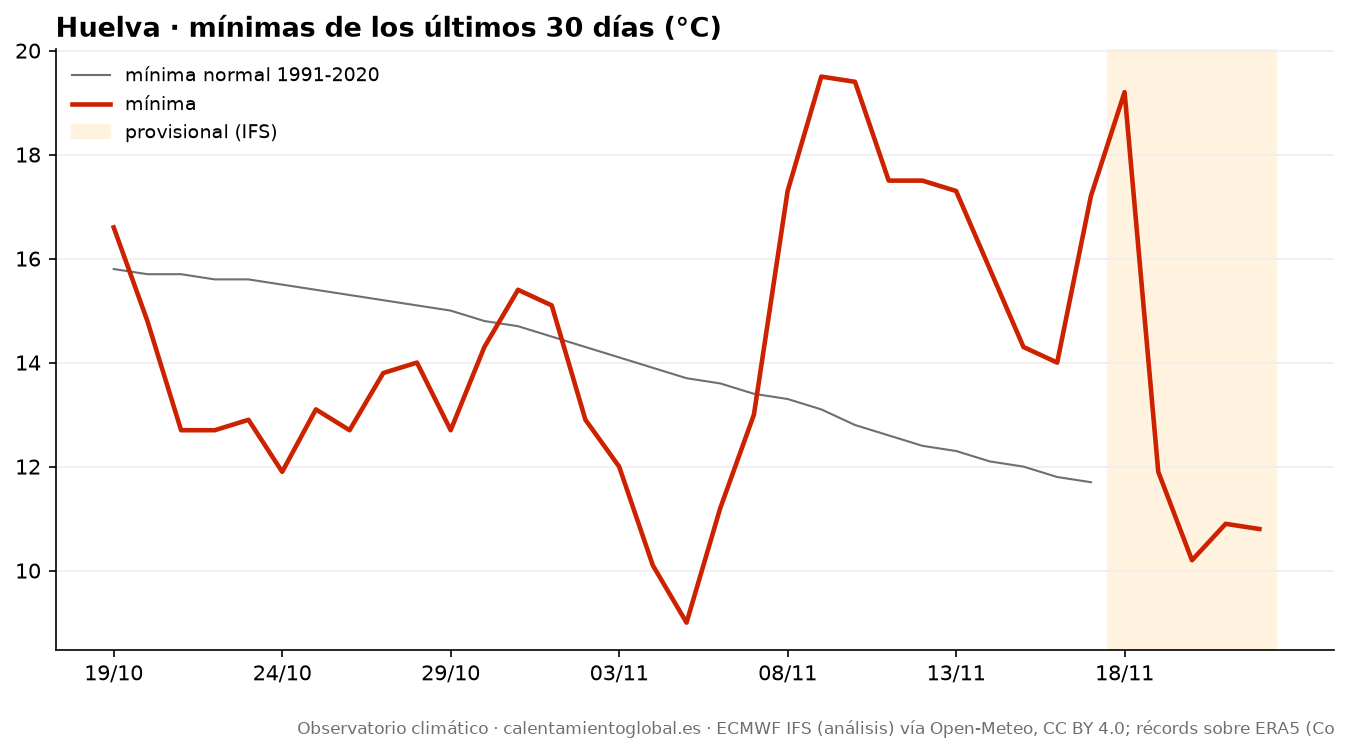 Huelva · mínimas de los últimos 30 días (°C)
20
mínima normal 1991-2020
mínima
provisional (IFS)
18
16
14
12
10
19/10 24/10 29/10 03/11 08/11 13/11 18/11
Observatorio climático · calentamientoglobal.es · ECMWF IFS (análisis) vía Open-Meteo, CC BY 4.0; récords sobre ERA5 (Co